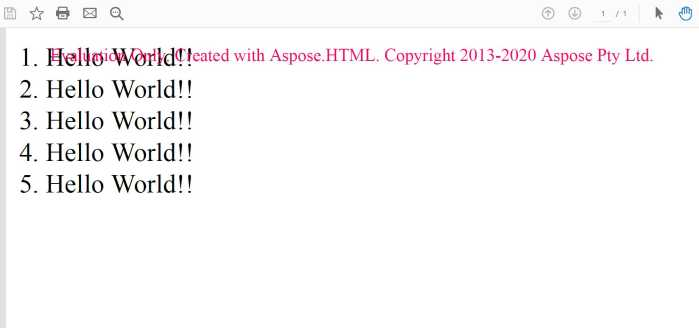 1 / 1
1. Hello World!!
Evaluation Only. Created with Aspose.HTML. Copyright 2013-2020 Aspose Pty Ltd.
2. Hello World!!
3. Hello World!!
4. Hello World!!
5. Hello World!!